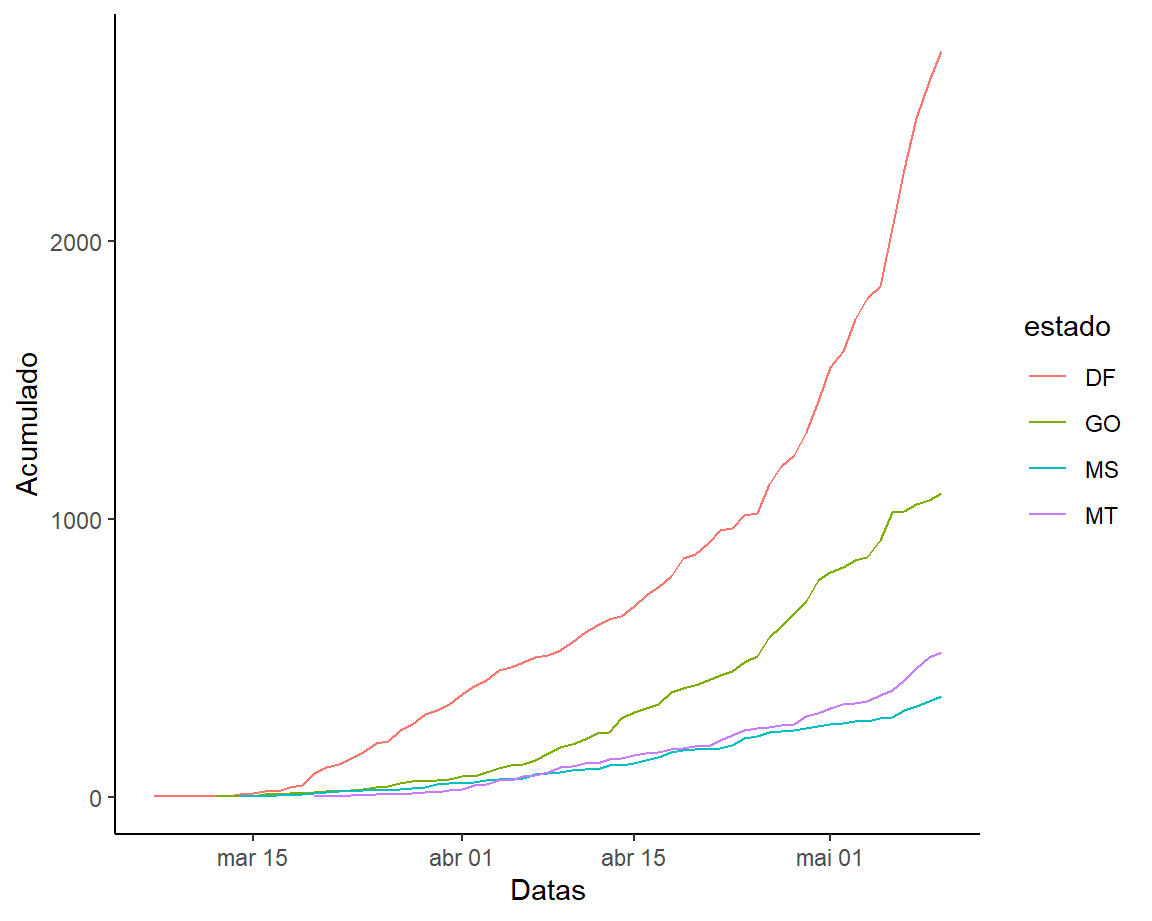 Acumulado
2000
1000
0
mar 15
abr 01
abr 15
mai 01
Datas
estado
DF
GO
MS
MT